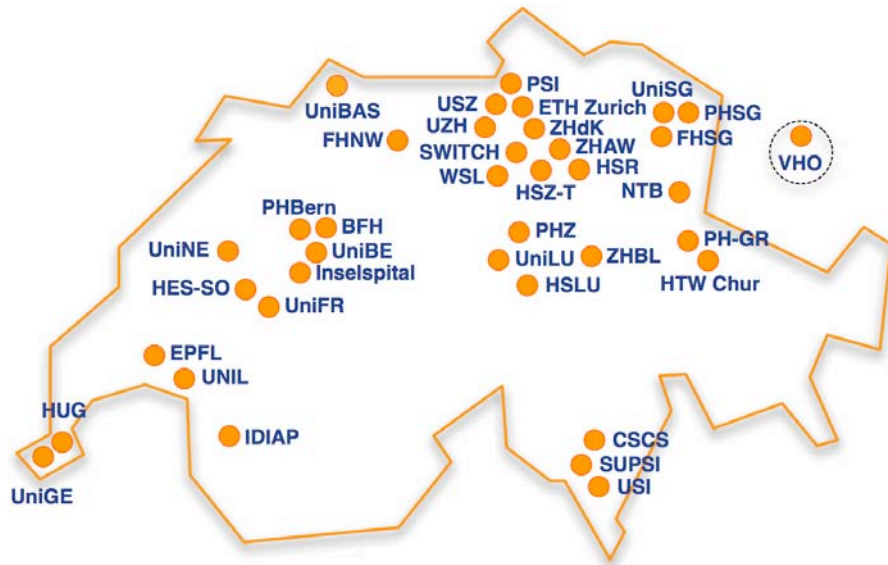 PSI
UniSG
UniBAS
USZ
ETH Zurich
PHSG
UZH
ZHdK
FHSG
FHNW
SWITCH
ZHAW
VHO
WSL
HSR
HSZ-T
NTB
PHBern
BFH
PHZ
PH-GR
UniNE
UniBE
UniLU
ZHBL
Inselspital
HTW Chur
HES-SO
HSLU
UniFR
EPFL
UNIL
HUG
IDIAP
CSCS
SUPSI
USI
UniGE